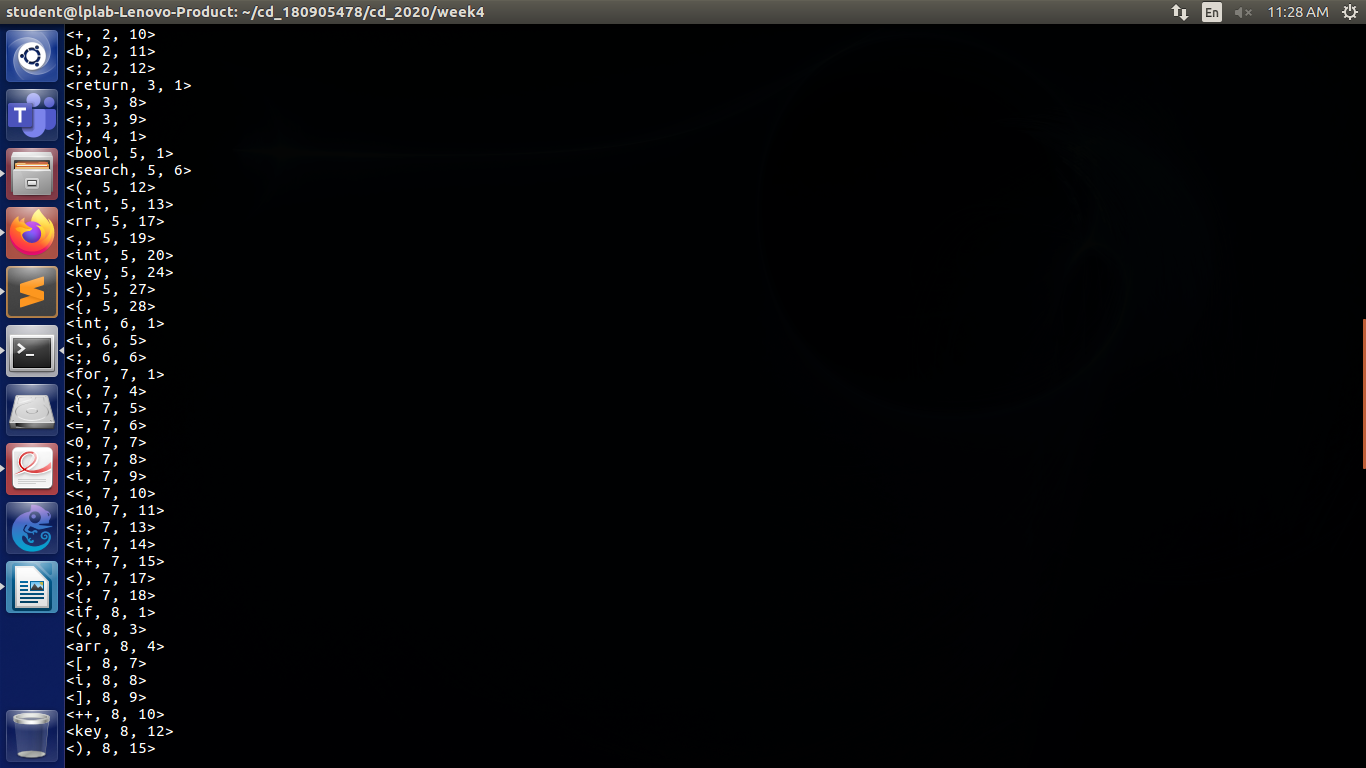 student@lplab-Lenovo-Product: ~/cd_180905478/cd_2020/week4 En 11:28 AM
<+, 2, 10>
<b, 2, 11>
<;, 2, 12>
<return, 3, 1>
<s, 3, 8>
<;, 3, 9>
<}, 4, 1>
<bool, 5, 1>
<search, 5, 6>
<(, 5, 12>
<int, 5, 13>
<rr, 5, 17>
<,, 5, 19>
<int, 5, 20>
<key, 5, 24>
<), 5, 27>
<{, 5, 28>
<int, 6, 1>
<i, 6, 5>
<;, 6, 6>
<for, 7, 1>
<(, 7, 4>
<i, 7, 5>
<=, 7, 6>
<0, 7, 7>
<;, 7, 8>
<i, 7, 9>
<<, 7, 10>
<10, 7, 11>
<;, 7, 13>
<i, 7, 14>
<++, 7, 15>
<), 7, 17>
<{, 7, 18>
<if, 8, 1>
<(, 8, 3>
<arr, 8, 4>
<[, 8, 7>
<i, 8, 8>
<], 8, 9>
<++, 8, 10>
<key, 8, 12>
<), 8, 15>